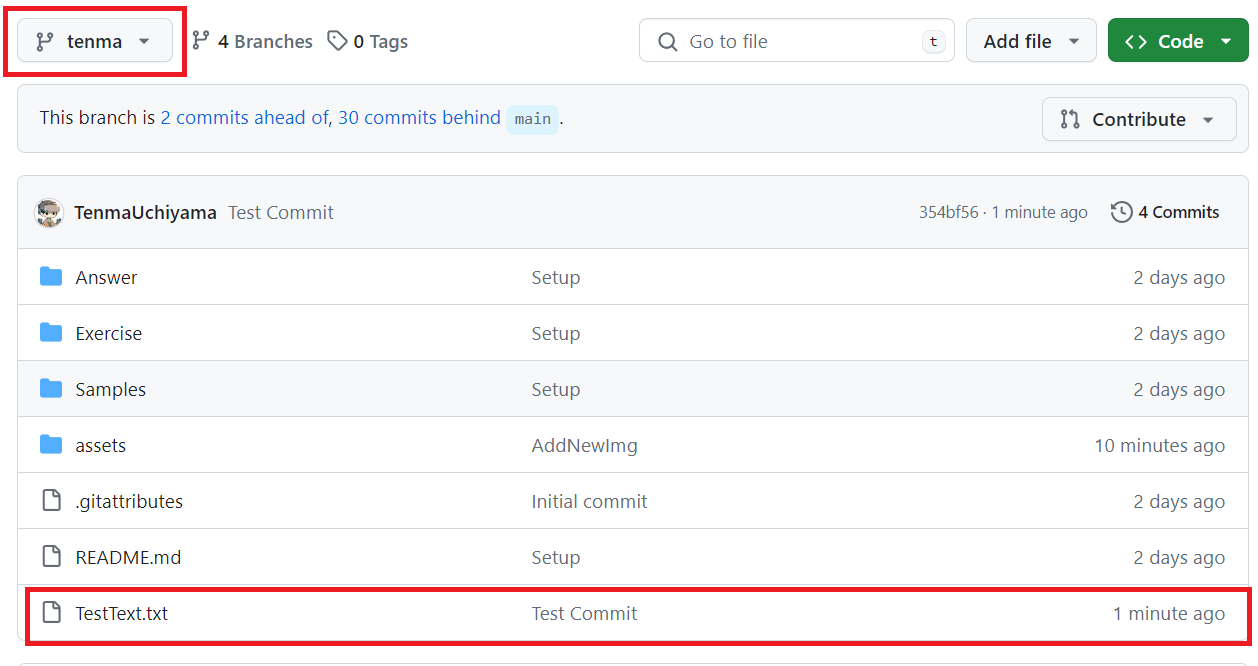 tenma 4 Branches 0 Tags Go to file t Add file Code
This branch is 2 commits ahead of, 30 commits behind main .
Contribute
TenmaUchiyama Test Commit 354bf56 · 1 minute ago 4 Commits
Answer Setup 2 days ago
Exercise Setup 2 days ago
Samples Setup 2 days ago
assets AddNewImg 10 minutes ago
.gitattributes Initial commit 2 days ago
README.md Setup 2 days ago
TestText.txt Test Commit 1 minute ago